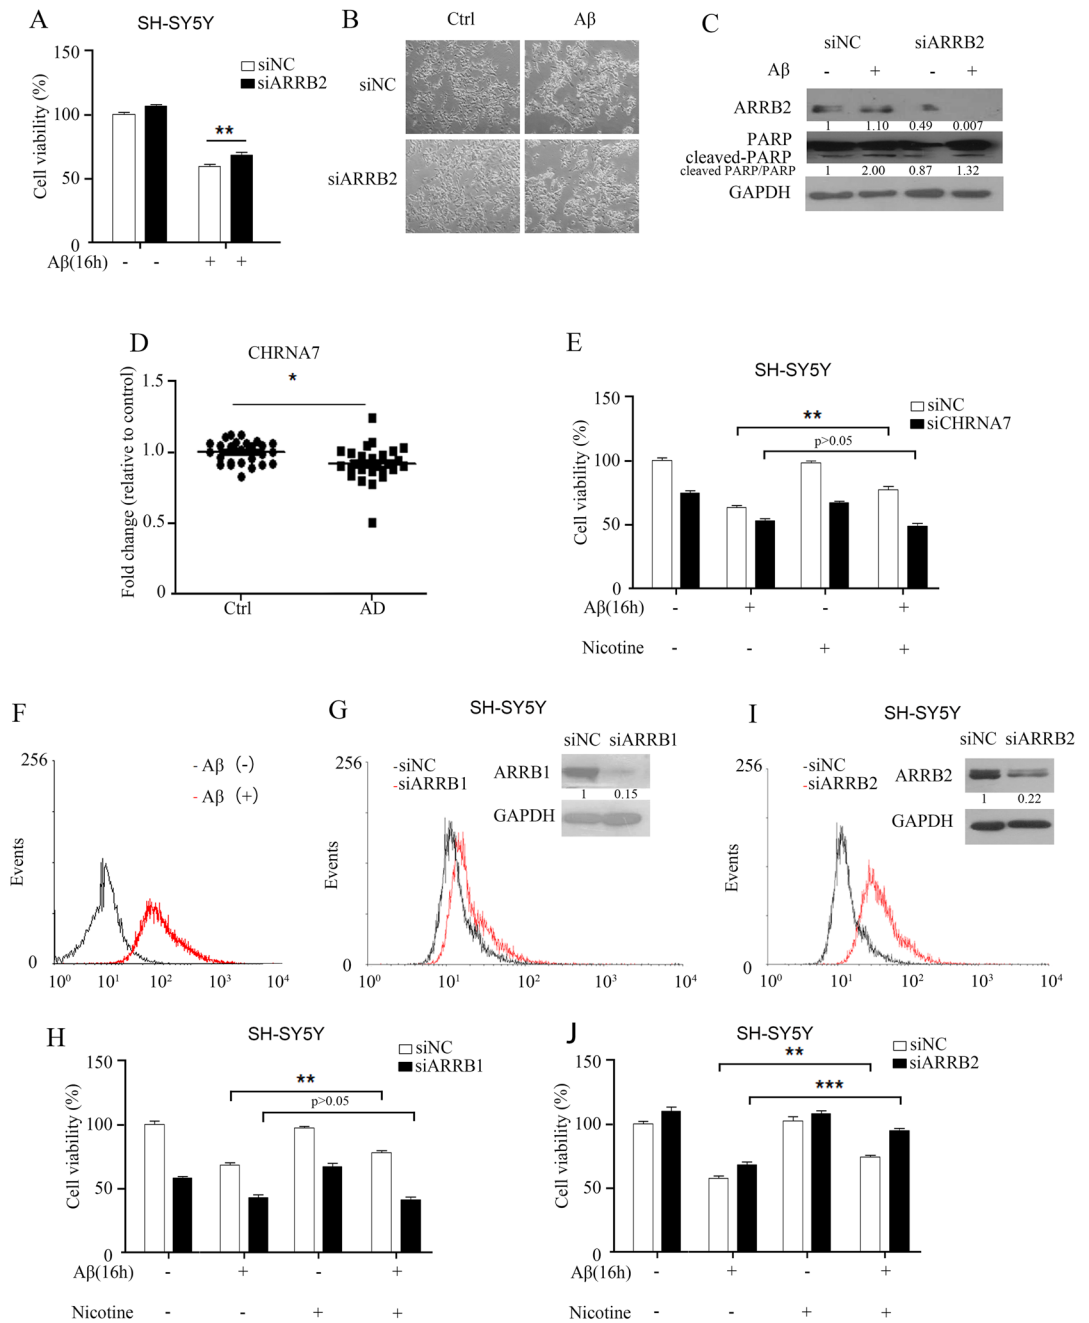 A
SH-SY5Y
150
100
50
0
Cell viability (%)
siNC
siARRB2
**
Aβ(16h) - - + +
B
Ctrl Aβ
siNC
siARRB2
C
siNC siARRB2
Aβ - + - +
ARRB2
1 1.10 0.49 0.007
PARP
cleaved-PARP
cleaved PARP/PARP 1 2.00 0.87 1.32
GAPDH
D
CHRNA7
*
1.5
1.0
0.5
0
Fold change (relative to control)
Ctrl AD
E
SH-SY5Y
150
100
50
0
Cell viability (%)
siNC
siCHRNA7
**
p>0.05
Aβ(16h) - + - +
Nicotine - - + +
F
256
0
Events
- Aβ (-)
- Aβ (+)
10⁰ 10¹ 10² 10³ 10⁴
G
SH-SY5Y
256
0
Events
-siNC
-siARRB1
siNC siARRB1
ARRB1
1 0.15
GAPDH
10⁰ 10¹ 10² 10³ 10⁴
I
SH-SY5Y
256
0
Events
-siNC
-siARRB2
siNC siARRB2
ARRB2
1 0.22
GAPDH
10⁰ 10¹ 10² 10³ 10⁴
H
SH-SY5Y
150
100
50
0
Cell viability (%)
siNC
siARRB1
**
p>0.05
Aβ(16h) - + - +
Nicotine - - + +
J
SH-SY5Y
150
100
50
0
Cell viability (%)
siNC
siARRB2
**
***
Aβ(16h) - + - +
Nicotine - - + +